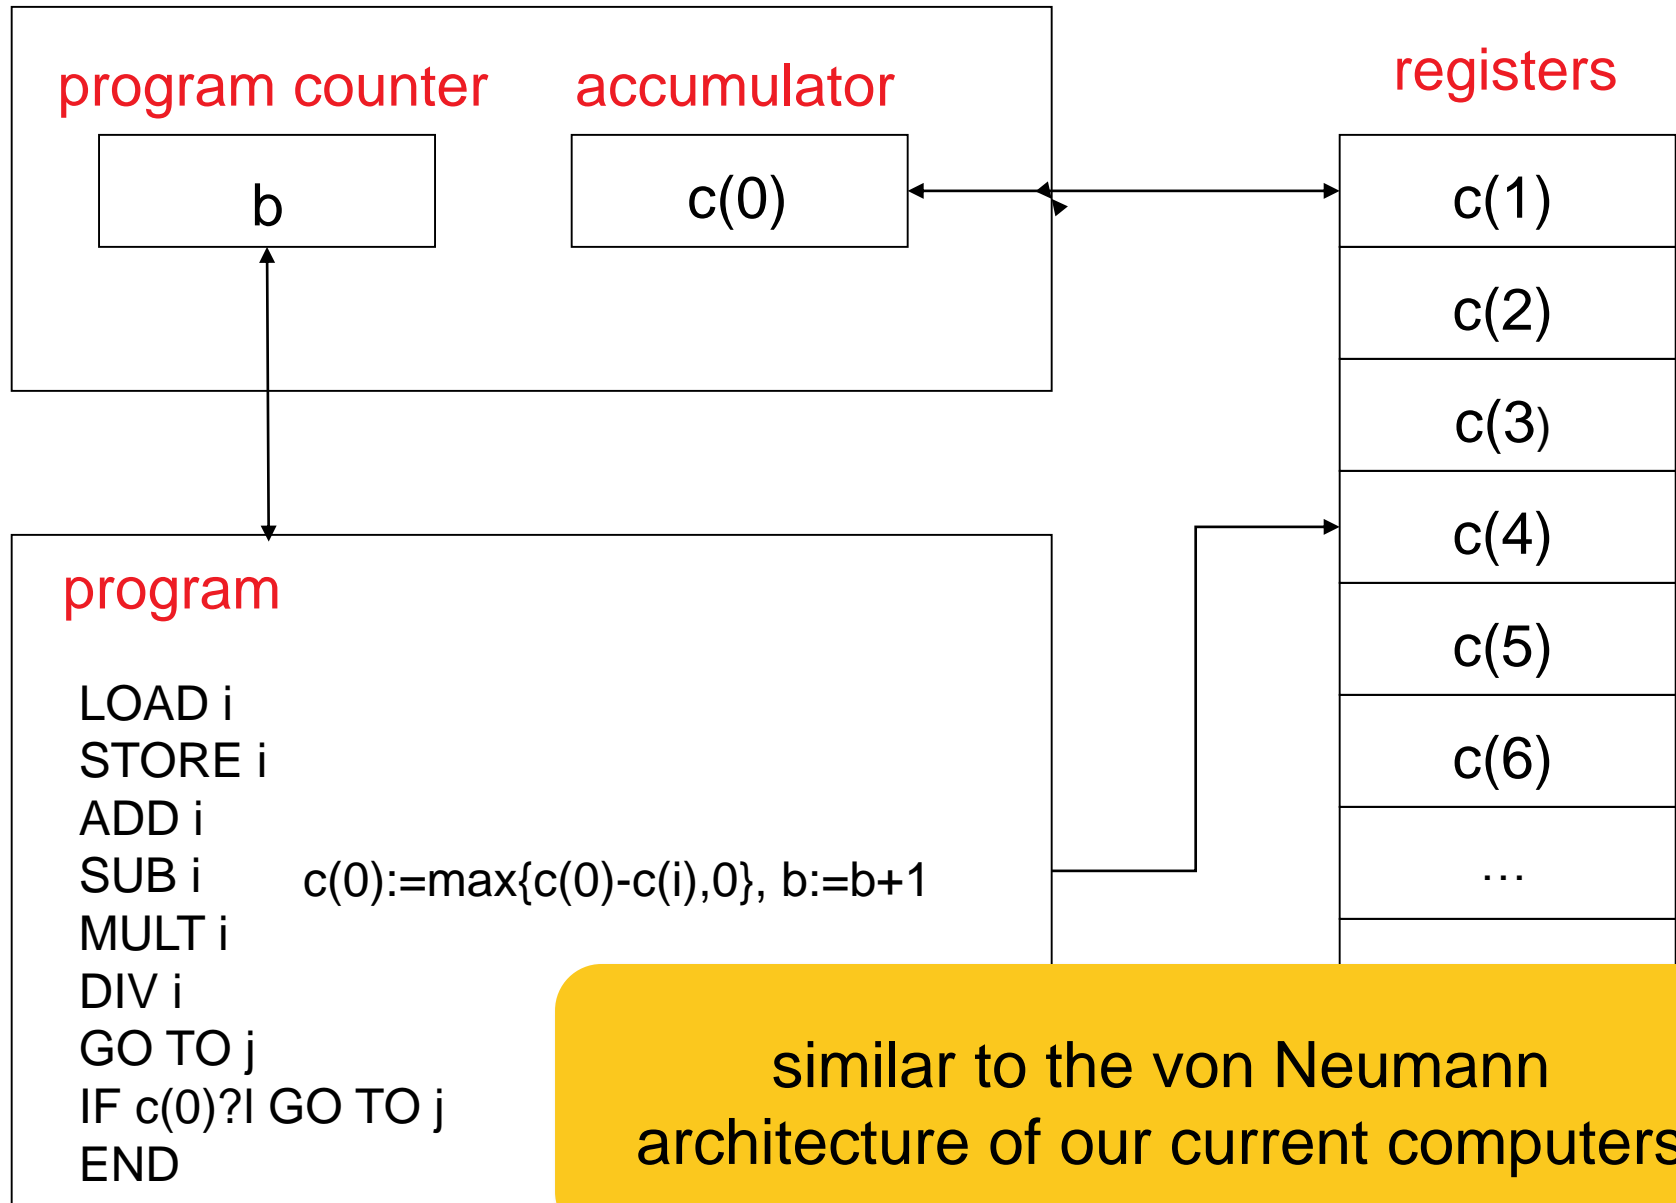 program counter
accumulator
registers
b
c(0)
c(1)
c(2)
c(3)
c(4)
c(5)
c(6)
...
program
LOAD i
STORE i
ADD i
SUB i c(0):=max{c(0)-c(i),0}, b:=b+1
MULT i
DIV i
GO TO j
IF c(0)?l GO TO j
END
similar to the von Neumann
architecture of our current computers